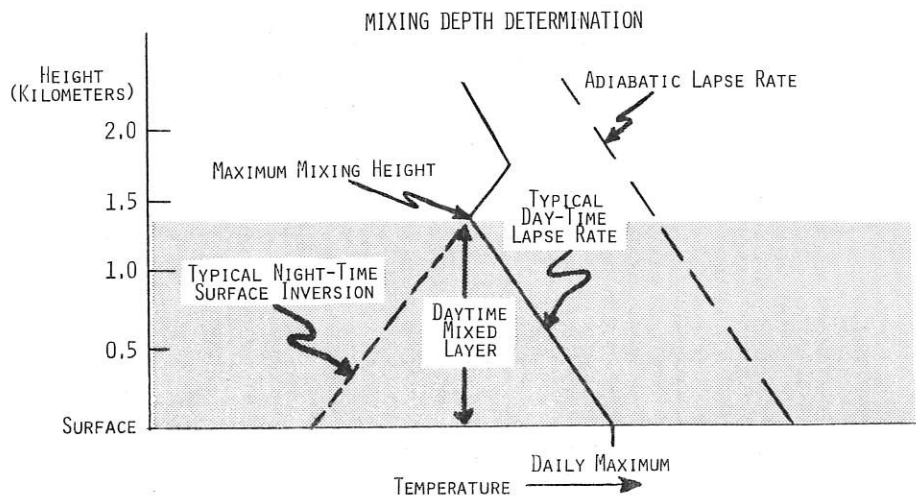 MIXING DEPTH DETERMINATION
HEIGHT
(KILOMETERS)
ADIABATIC LAPSE RATE
2.0
MAXIMUM MIXING HEIGHT
1.5
TYPICAL
DAY-TIME
LAPSE RATE
1.0
TYPICAL NIGHT-TIME
SURFACE INVERSION
DAYTIME
MIXED
LAYER
0.5
SURFACE
DAILY MAXIMUM
TEMPERATURE